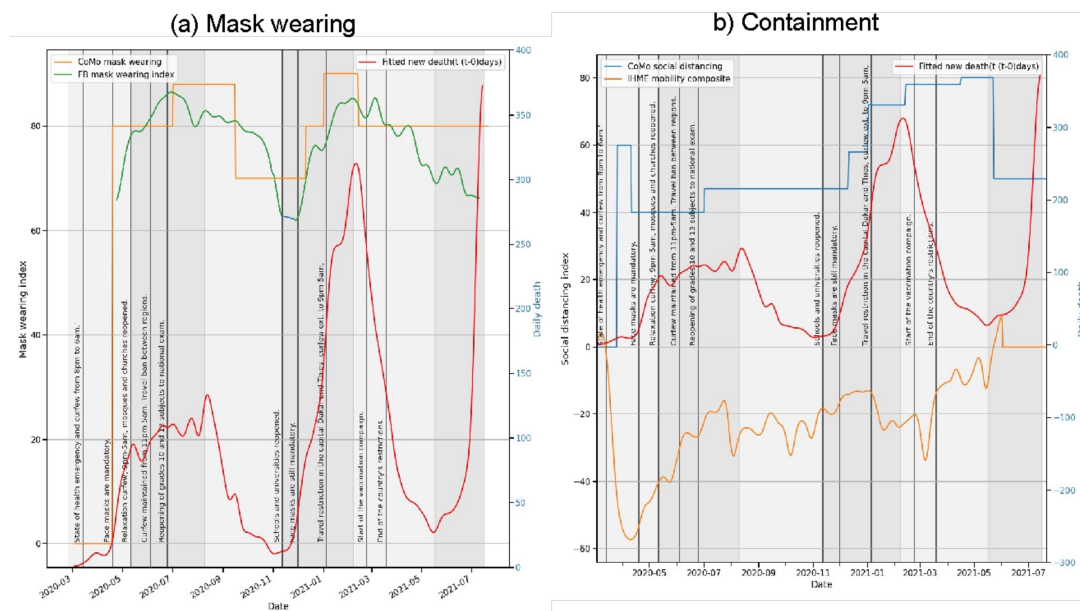 (a) Mask wearing
CoMo mask wearing
FB mask wearing index
Fitted new death(t (t-0)days)
400
350
300
250
200
150
100
50
0
Daily death
80
60
40
20
0
Mask wearing index
State of health emergency and curfew from 8pm to 6am.
Face masks are mandatory.
Relaxation curfew, 9pm-5am, mosques and churches reopened.
Curfew maintained from 11pm-5am. Travel ban between regions.
Reopening of grades 10 and 13 subjects to national exam.
Schools and universities reopened.
Face masks are still mandatory.
Travel restriction in the capital Dakar and Thies, curfew ext. to 9pm-5am,
Start of the vaccination campaign.
End of the country's restrictions.
2020-03
2020-05
2020-07
2020-09
2020-11
2021-01
2021-03
2021-05
2021-07
Date
b) Containment
CoMo social distancing
IHME mobility composite
Fitted new death(t (t-0)days)
400
300
200
100
0
−100
−200
−300
Daily death
80
60
40
20
0
−20
−40
−60
Social distancing index
State of health emergency and curfew from 8pm to 6am.
Face masks are mandatory.
Relaxation curfew, 9pm-5am, mosques and churches reopened.
Curfew maintained from 11pm-5am. Travel ban between regions.
Reopening of grades 10 and 13 subjects to national exam.
Schools and universities reopened.
Face masks are still mandatory.
Travel restriction in the capital Dakar and Thies, curfew ext. to 9pm-5am,
Start of the vaccination campaign.
End of the country's restrictions.
2020-05
2020-07
2020-09
2020-11
2021-01
2021-03
2021-05
2021-07
Date